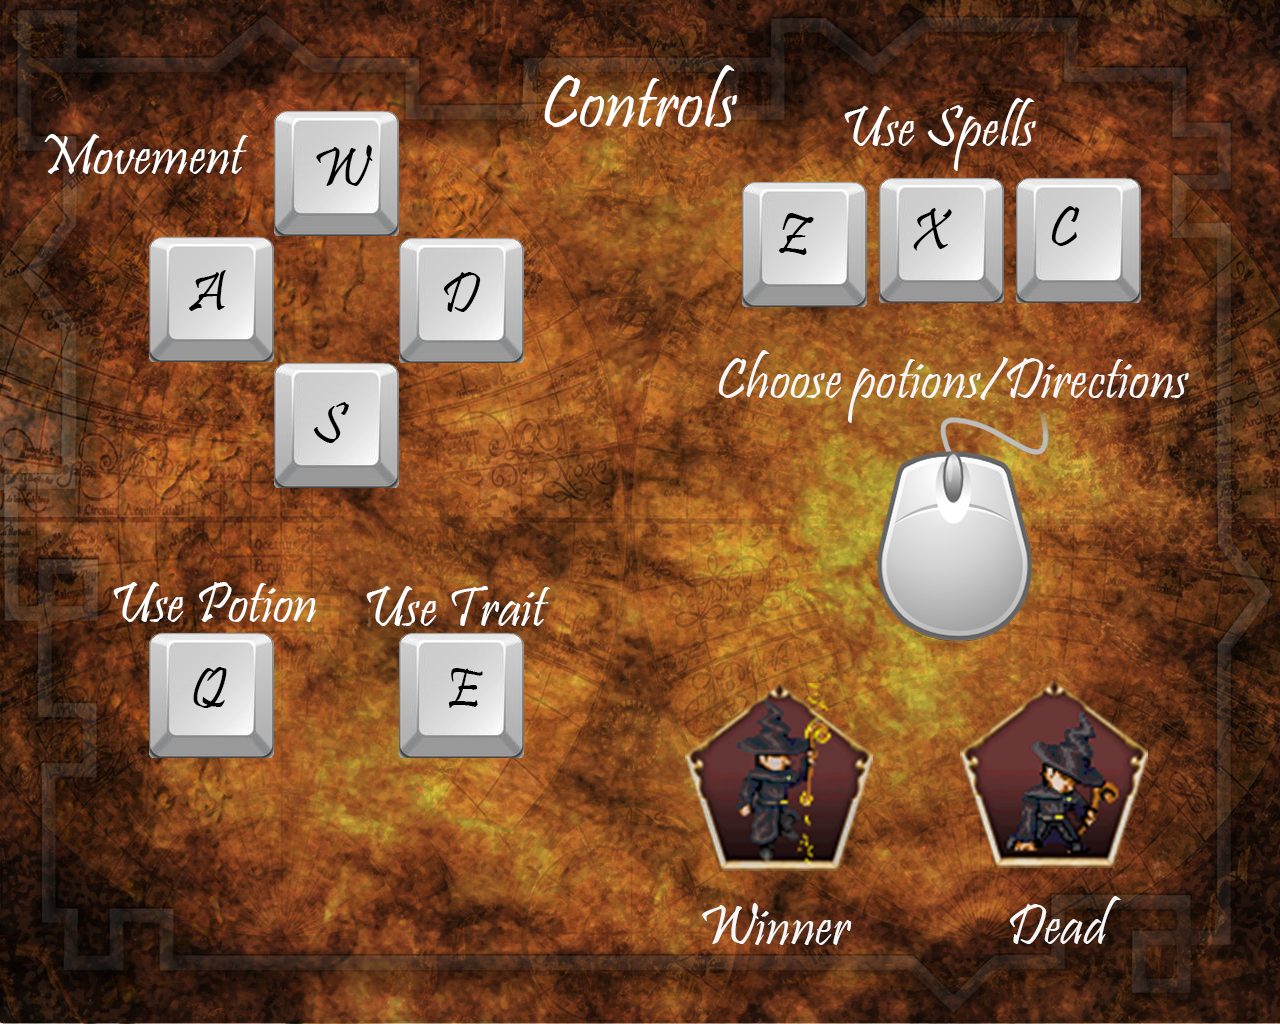 Controls
Movement
W
A
D
S
Use Spells
Z
X
C
Choose potions/Directions
Use Potion
Q
Use Trait
E
Winner
Dead